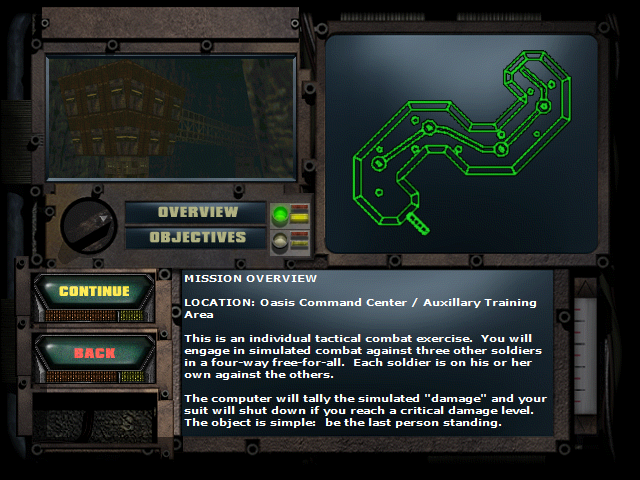 OVERVIEW
OBJECTIVES
CONTINUE
BACK
MISSION OVERVIEW
LOCATION: Oasis Command Center / Auxillary Training
Area
This is an individual tactical combat exercise.  You will
engage in simulated combat against three other soldiers
in a four-way free-for-all.  Each soldier is on his or her
own against the others.
The computer will tally the simulated "damage" and your
suit will shut down if you reach a critical damage level.
The object is simple:  be the last person standing.